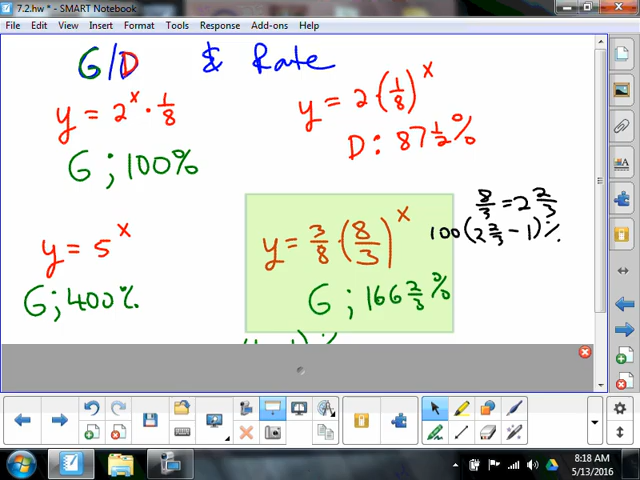 7.2.hw * - SMART Notebook
File Edit View Insert Format Tools Response Add-ons Help
G/D & Rate
y = 2^x · 1/8
G ; 100%
y = 2 · (1/8)^x
D : 87 1/2 %
y = 5^x
G ; 400%
y = 3/8 · (8/3)^x
G ; 166 2/3 %
8/3 = 2 2/3
100(2 2/3 - 1)%
8:18 AM
5/13/2016